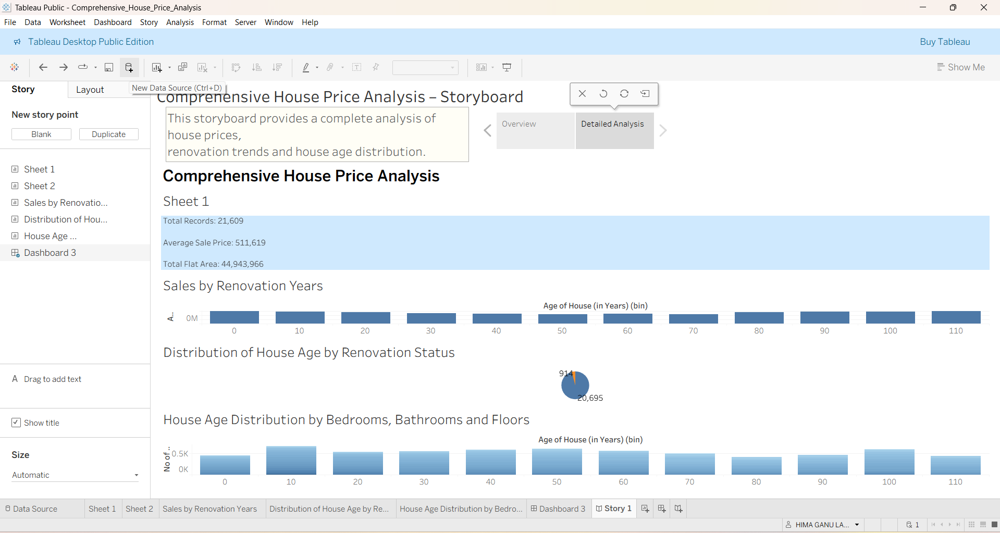 Tableau Public - Comprehensive_House_Price_Analysis
File Data Worksheet Dashboard Story Analysis Format Server Window Help
Tableau Desktop Public Edition
Buy Tableau
Show Me
Story
Layout
New Data Source (Ctrl+D)
New story point
Blank
Duplicate
Sheet 1
Sheet 2
Sales by Renovatio...
Distribution of Hou...
House Age ...
Dashboard 3
A Drag to add text
Show title
Size
Automatic
Comprehensive House Price Analysis – Storyboard
This storyboard provides a complete analysis of
house prices,
renovation trends and house age distribution.
Overview
Detailed Analysis
Comprehensive House Price Analysis
Sheet 1
Total Records: 21,609
Average Sale Price: 511,619
Total Flat Area: 44,943,966
Sales by Renovation Years
Age of House (in Years) (bin)
A..
0M
0 10 20 30 40 50 60 70 80 90 100 110
Distribution of House Age by Renovation Status
914
20,695
House Age Distribution by Bedrooms, Bathrooms and Floors
Age of House (in Years) (bin)
No of..
0.5K
0K
0 10 20 30 40 50 60 70 80 90 100 110
Data Source
Sheet 1
Sheet 2
Sales by Renovation Years
Distribution of House Age by Re...
House Age Distribution by Bedro...
Dashboard 3
Story 1
HIMA GANU LA...
1